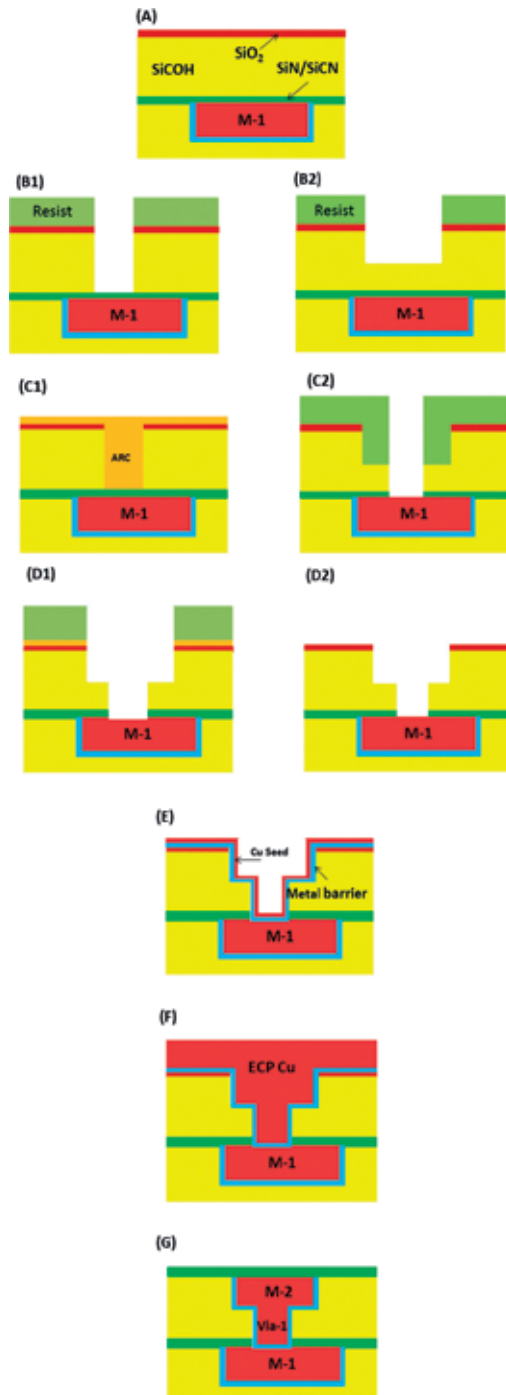 (A)
SiCOH
SiO2
SiN/SiCN
M-1
(B1)
Resist
M-1
(B2)
Resist
M-1
(C1)
ARC
M-1
(C2)
M-1
(D1)
M-1
(D2)
M-1
(E)
Cu Seed
Metal barrier
M-1
(F)
ECP Cu
M-1
(G)
M-2
Via-1
M-1